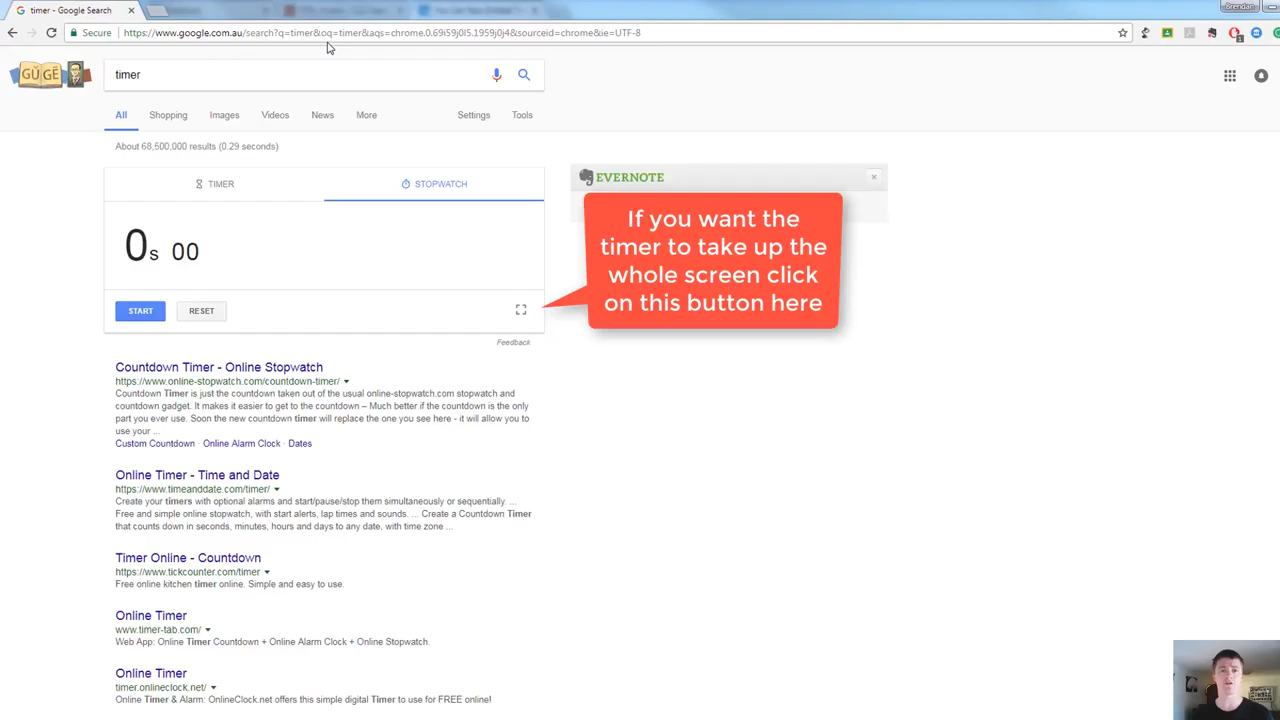 timer - Google Search
Brendan
Secure
https://www.google.com.au/search?q=timer&oq=timer&aqs=chrome.0.69i59j0l5.1959j0j4&sourceid=chrome&ie=UTF-8
GǓGĒ
timer
All Shopping Images Videos News More Settings Tools
About 68,500,000 results (0.29 seconds)
TIMER STOPWATCH
EVERNOTE
0s 00
If you want the
timer to take up the
whole screen click
on this button here
START RESET
Feedback
Countdown Timer - Online Stopwatch
https://www.online-stopwatch.com/countdown-timer/
Countdown Timer is just the countdown taken out of the usual online-stopwatch.com stopwatch and
countdown gadget. It makes it easier to get to the countdown – Much better if the countdown is the only
part you ever use. Soon the new countdown timer will replace the one you see here - it will allow you to
use your ...
Custom Countdown · Online Alarm Clock · Dates
Online Timer - Time and Date
https://www.timeanddate.com/timer/
Create your timers with optional alarms and start/pause/stop them simultaneously or sequentially. ...
Free and simple online stopwatch, with start alerts, lap times and sounds. ... Create a Countdown Timer
that counts down in seconds, minutes, hours and days to any date, with time zone ...
Timer Online - Countdown
https://www.tickcounter.com/timer
Free online kitchen timer online. Simple and easy to use.
Online Timer
www.timer-tab.com/
Web App: Online Timer Countdown + Online Alarm Clock + Online Stopwatch.
Online Timer
timer.onlineclock.net/
Online Timer & Alarm: OnlineClock.net offers this simple digital Timer to use for FREE online!